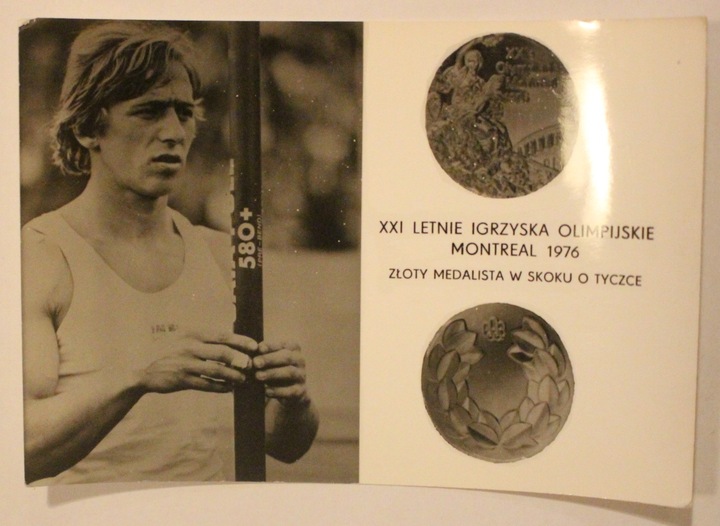 580+
XXI LETNIE IGRZYSKA OLIMPIJSKIE
MONTREAL 1976
ZŁOTY MEDALISTA W SKOKU O TYCZCE